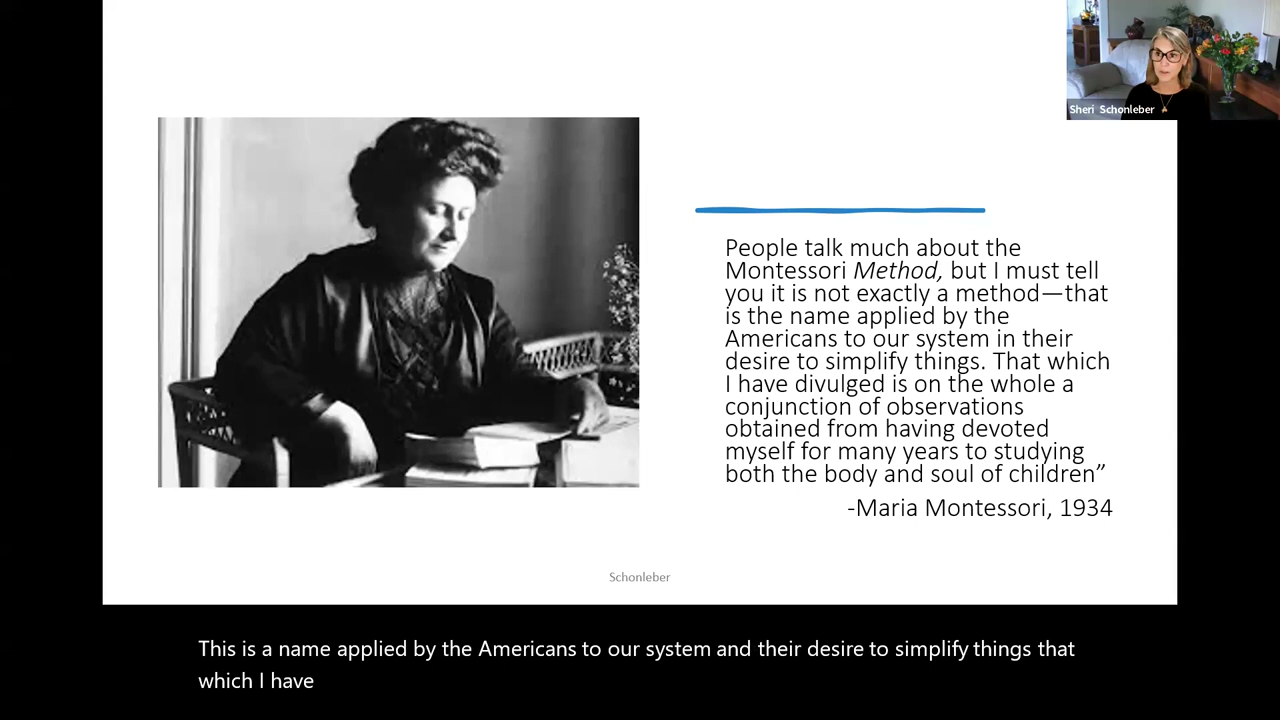 Sheri Schonleber
People talk much about the
Montessori Method, but I must tell
you it is not exactly a method—that
is the name applied by the
Americans to our system in their
desire to simplify things. That which
I have divulged is on the whole a
conjunction of observations
obtained from having devoted
myself for many years to studying
both the body and soul of children”
-Maria Montessori, 1934
Schonleber
This is a name applied by the Americans to our system and their desire to simplify things that
which I have